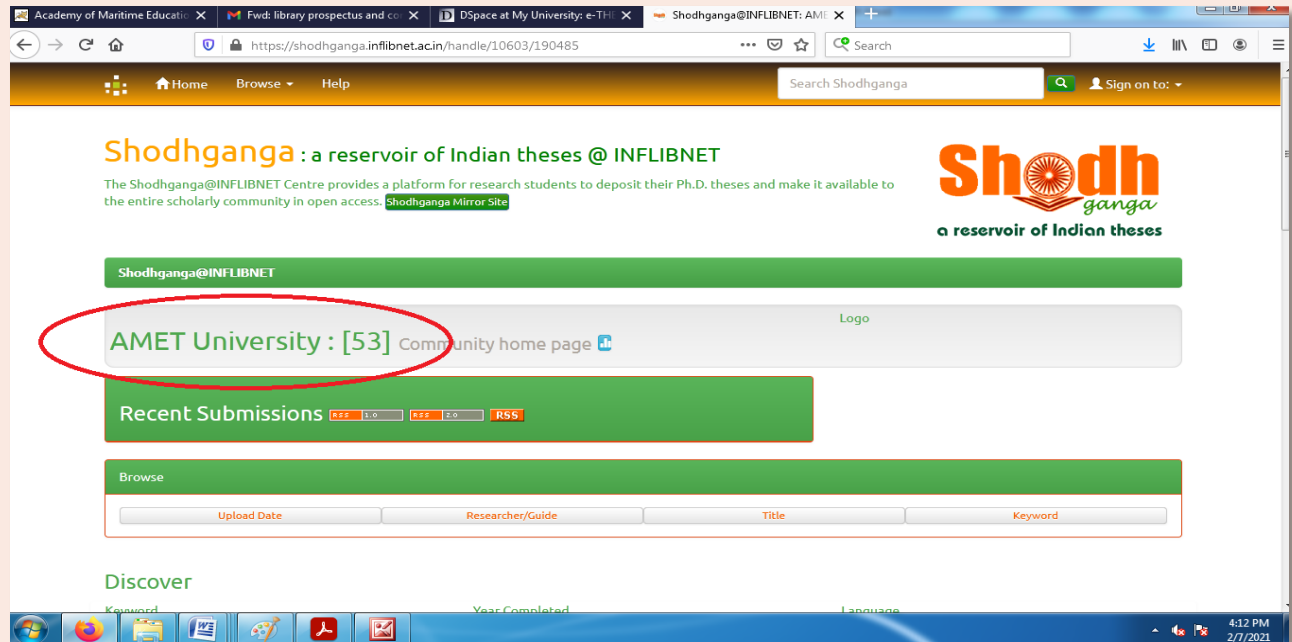 Academy of Maritime Educatio
Fwd: library prospectus and co
DSpace at My University: e-TH
Shodhganga@INFLIBNET: AME
https://shodhganga.inflibnet.ac.in/handle/10603/190485
Search
Home Browse Help
Search Shodhganga
Sign on to:
Shodhganga : a reservoir of Indian theses @ INFLIBNET
The Shodhganga@INFLIBNET Centre provides a platform for research students to deposit their Ph.D. theses and make it available to
the entire scholarly community in open access. Shodhganga Mirror Site
Shodh
ganga
a reservoir of Indian theses
Shodhganga@INFLIBNET
Logo
AMET University : [53] Community home page
Recent Submissions RSS 1.0 RSS 2.0 RSS
Browse
Upload Date Researcher/Guide Title Keyword
Discover
Keyword Year Completed Language
4:12 PM
2/7/2021